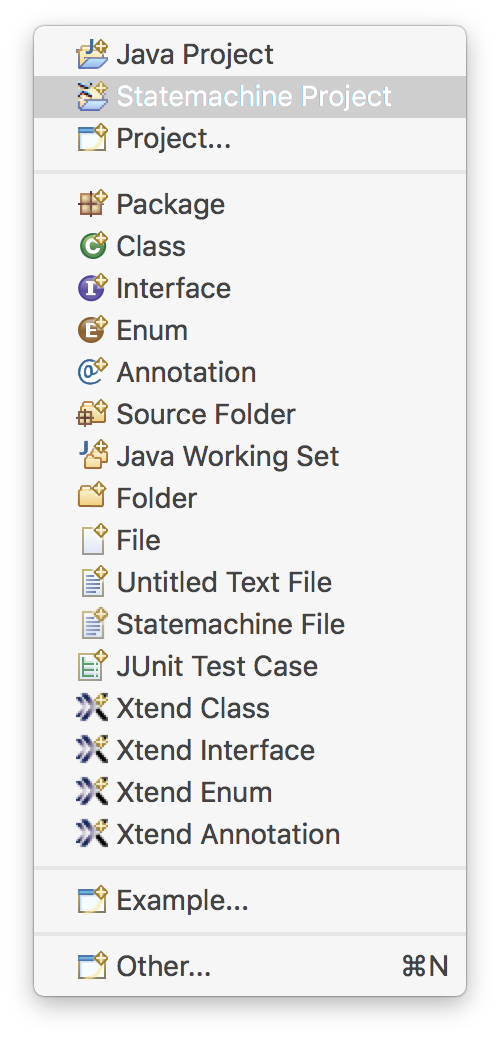 Java Project
Statemachine Project
Project...
Package
Class
Interface
Enum
Annotation
Source Folder
Java Working Set
Folder
File
Untitled Text File
Statemachine File
JUnit Test Case
Xtend Class
Xtend Interface
Xtend Enum
Xtend Annotation
Example...
Other... ⌘N